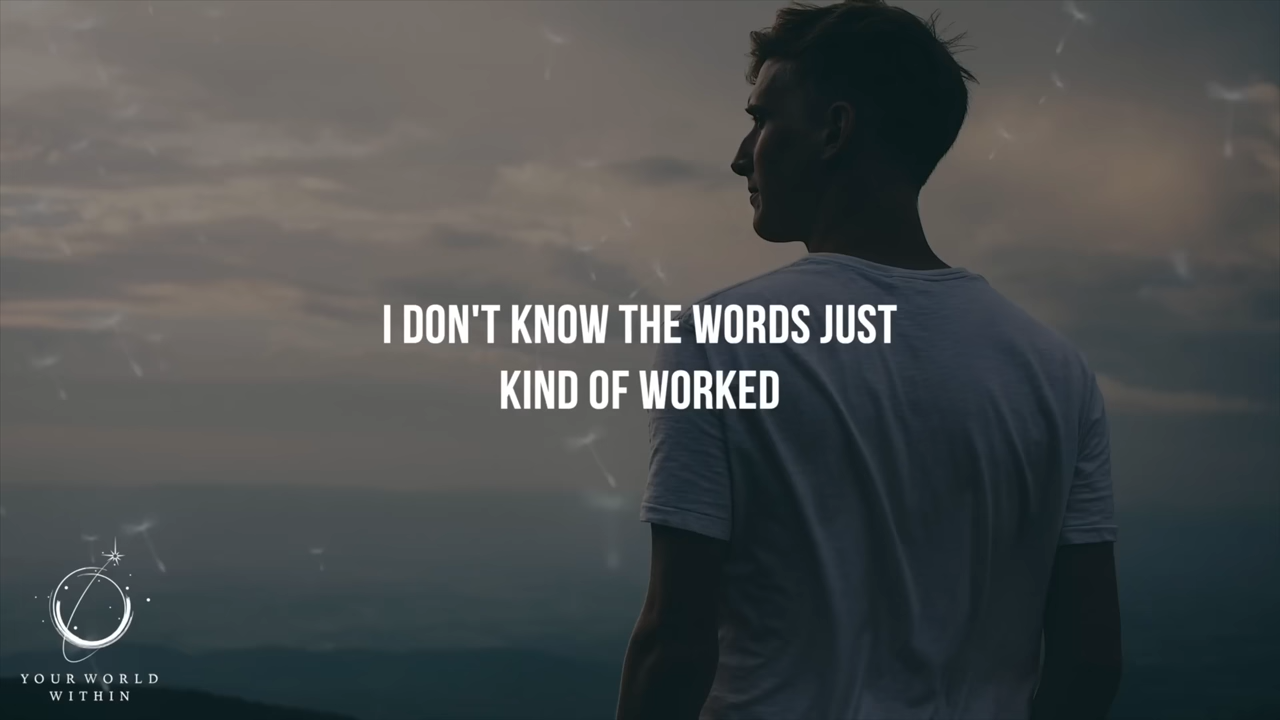 I DON'T KNOW THE WORDS JUST
KIND OF WORKED
YOUR WORLD
WITHIN